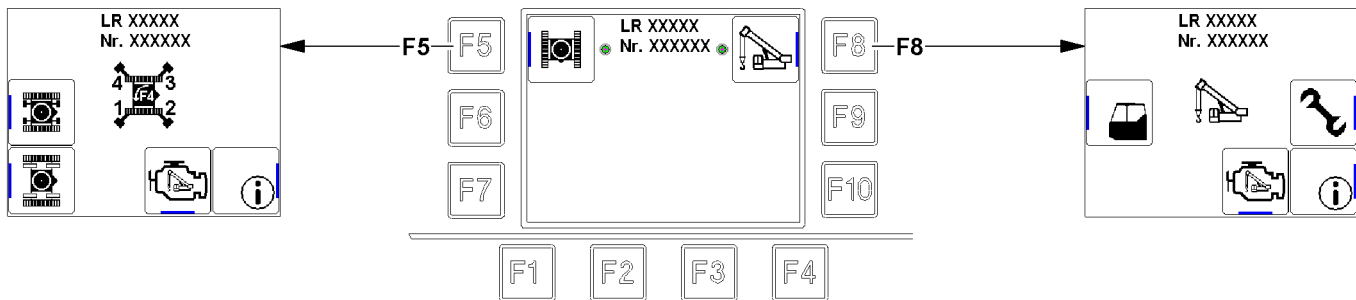 LR XXXXX
Nr. XXXXXX
4 3
F4
1 2
i
F5
F5
F6
F7
LR XXXXX
Nr. XXXXXX
F8
F9
F10
F8
F1 F2 F3 F4
LR XXXXX
Nr. XXXXXX
i